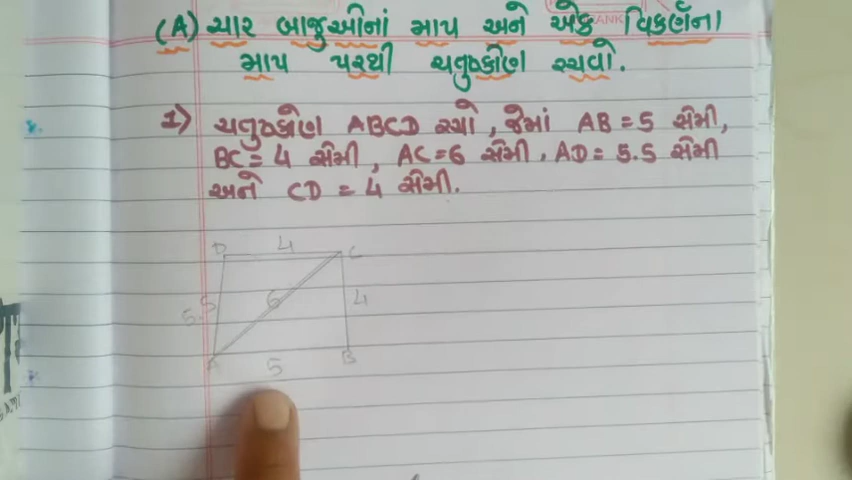 (A) ચાર બાજુઓનાં માપ અને એક વિકર્ણના
માપ પરથી ચતુષ્કોણ રચવો.
1) ચતુષ્કોણ ABCD રચો, જેમાં AB = 5 સેમી,
BC = 4 સેમી, AC = 6 સેમી, AD = 5.5 સેમી
અને CD = 4 સેમી.
D 4 C
5.5 6 4
A 5 B